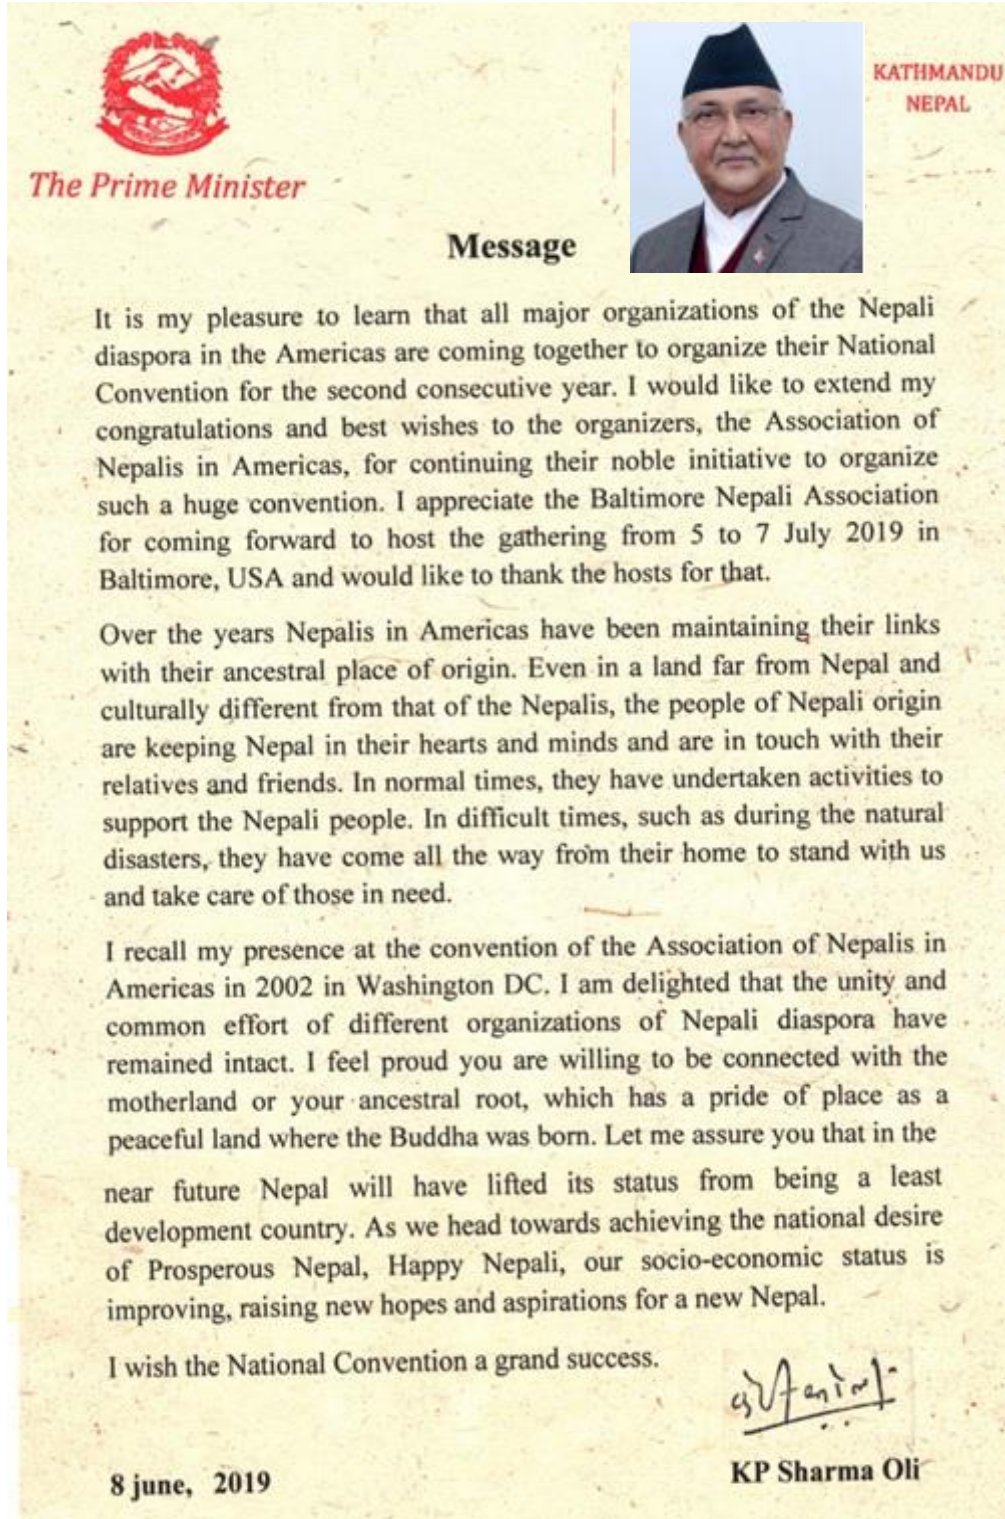 KATHMANDU
NEPAL
The Prime Minister
Message
It is my pleasure to learn that all major organizations of the Nepali
diaspora in the Americas are coming together to organize their National
Convention for the second consecutive year. I would like to extend my
congratulations and best wishes to the organizers, the Association of
Nepalis in Americas, for continuing their noble initiative to organize
such a huge convention. I appreciate the Baltimore Nepali Association
for coming forward to host the gathering from 5 to 7 July 2019 in
Baltimore, USA and would like to thank the hosts for that.
Over the years Nepalis in Americas have been maintaining their links
with their ancestral place of origin. Even in a land far from Nepal and
culturally different from that of the Nepalis, the people of Nepali origin
are keeping Nepal in their hearts and minds and are in touch with their
relatives and friends. In normal times, they have undertaken activities to
support the Nepali people. In difficult times, such as during the natural
disasters, they have come all the way from their home to stand with us
and take care of those in need.
I recall my presence at the convention of the Association of Nepalis in
Americas in 2002 in Washington DC. I am delighted that the unity and
common effort of different organizations of Nepali diaspora have
remained intact. I feel proud you are willing to be connected with the
motherland or your ancestral root, which has a pride of place as a
peaceful land where the Buddha was born. Let me assure you that in the
near future Nepal will have lifted its status from being a least
development country. As we head towards achieving the national desire
of Prosperous Nepal, Happy Nepali, our socio-economic status is
improving, raising new hopes and aspirations for a new Nepal.
I wish the National Convention a grand success.
KP Sharma Oli
8 june, 2019